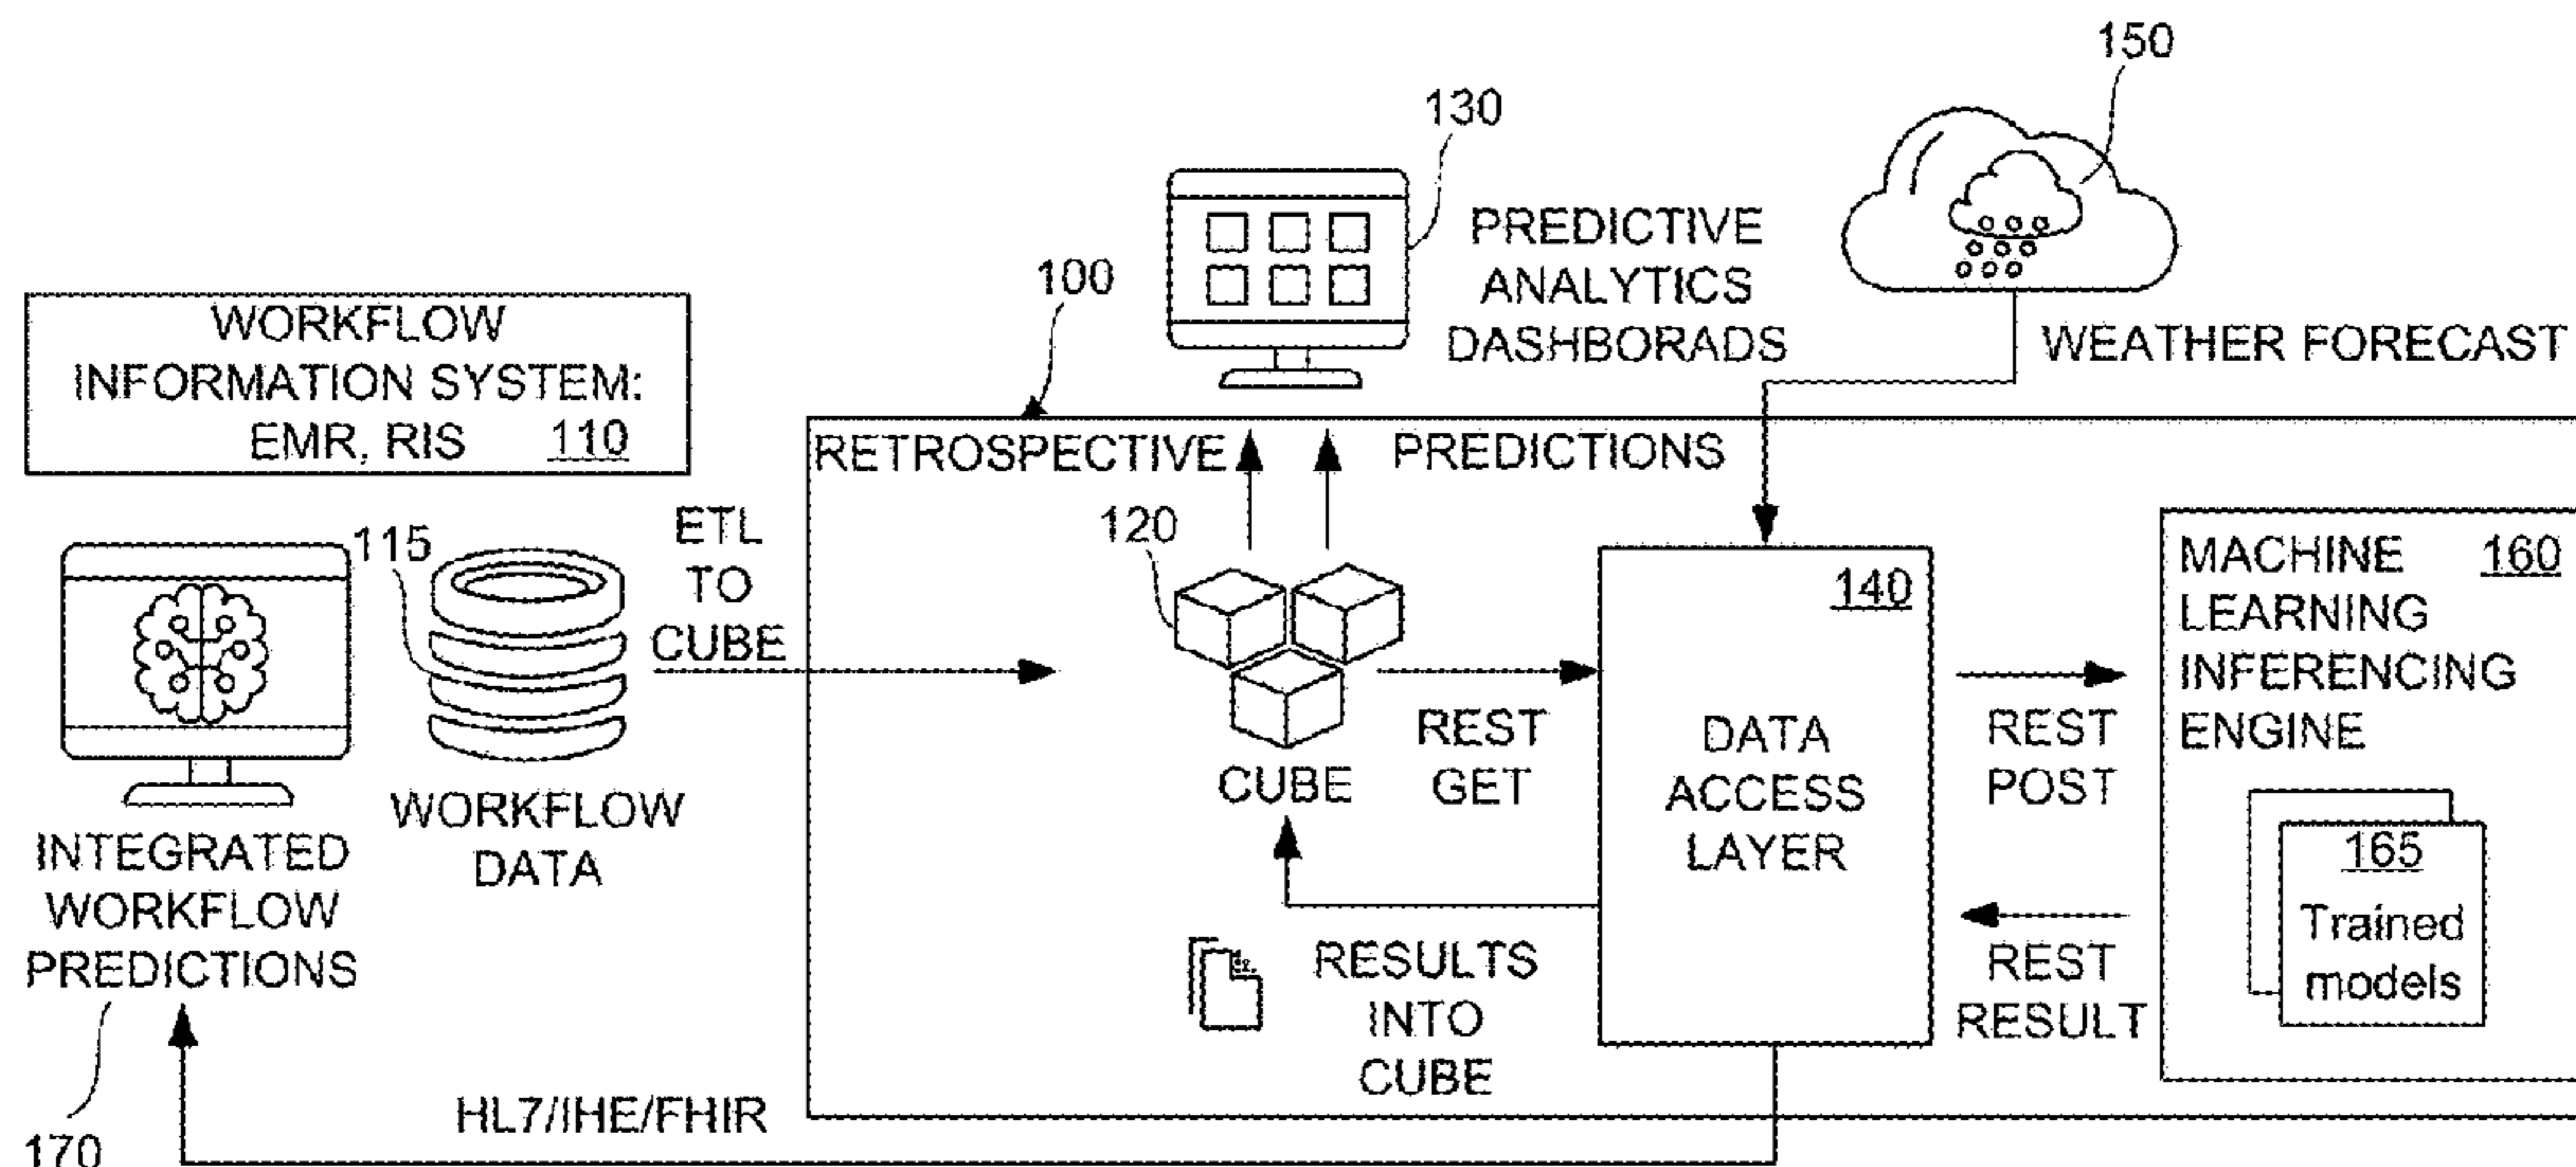 150
130
PREDICTIVE
ANALYTICS
DASHBORADS
100
WEATHER FORECAST
WORKFLOW
INFORMATION SYSTEM:
EMR, RIS 110
RETROSPECTIVE
PREDICTIONS
115
ETL
TO
CUBE
120
140
MACHINE 160
LEARNING
INFERENCING
ENGINE
REST
GET
DATA
ACCESS
LAYER
REST
POST
CUBE
WORKFLOW
DATA
INTEGRATED
WORKFLOW
PREDICTIONS
165
Trained
models
RESULTS
INTO
CUBE
REST
RESULT
HL7/IHE/FHIR
170